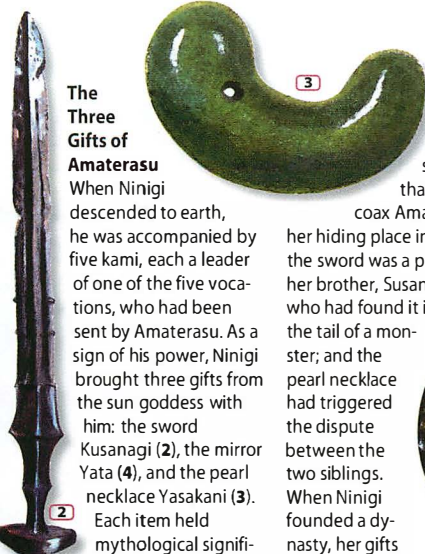 The
Three
Gifts of
Amaterasu
When Ninigi
descended to earth,
he was accompanied by
five kami, each a leader
of one of the five voca-
tions, who had been
sent by Amaterasu. As a
sign of his power, Ninigi
brought three gifts from
the sun goddess with
him: the sword
Kusanagi (2), the mirror
Yata (4), and the pearl
necklace Yasakani (3).
Each item held
mythological signifi-
coax
her hiding place
the sword was a
her brother,
who had found it
the tail of a mon-
ster; and the
pearl necklace
had triggered
the dispute
between the
two siblings.
When Ninigi
founded a dy-
nasty, her gifts
3
2